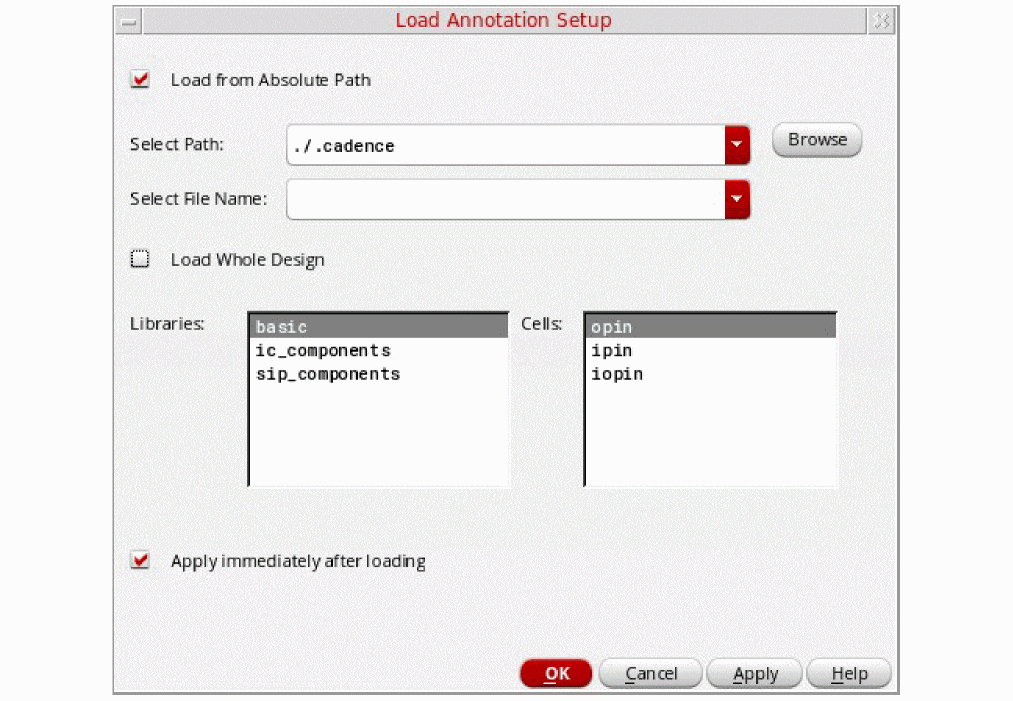 Load Annotation Setup
Load from Absolute Path
Select Path: ./.cadence Browse
Select File Name:
Load Whole Design
Libraries: basic Cells: opin
ic_components ipin
sip_components iopin
Apply immediately after loading
OK Cancel Apply Help